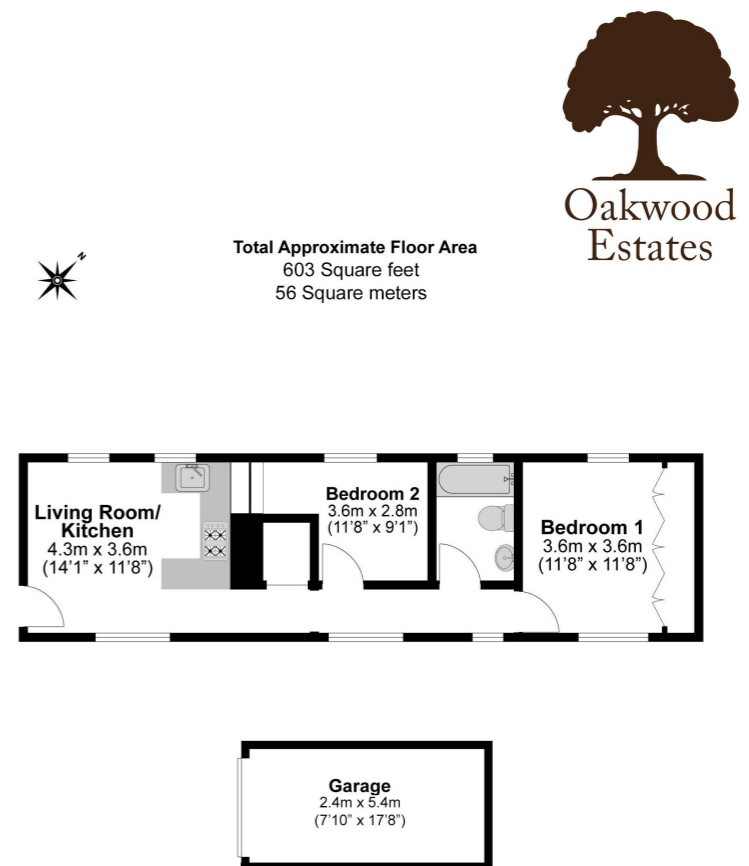 Oakwood
Estates
N
Total Approximate Floor Area
603 Square feet
56 Square meters
Living Room/
Kitchen
4.3m x 3.6m
(14'1" x 11'8")
Bedroom 2
3.6m x 2.8m
(11'8" x 9'1")
Bedroom 1
3.6m x 3.6m
(11'8" x 11'8")
Garage
2.4m x 5.4m
(7'10" x 17'8")